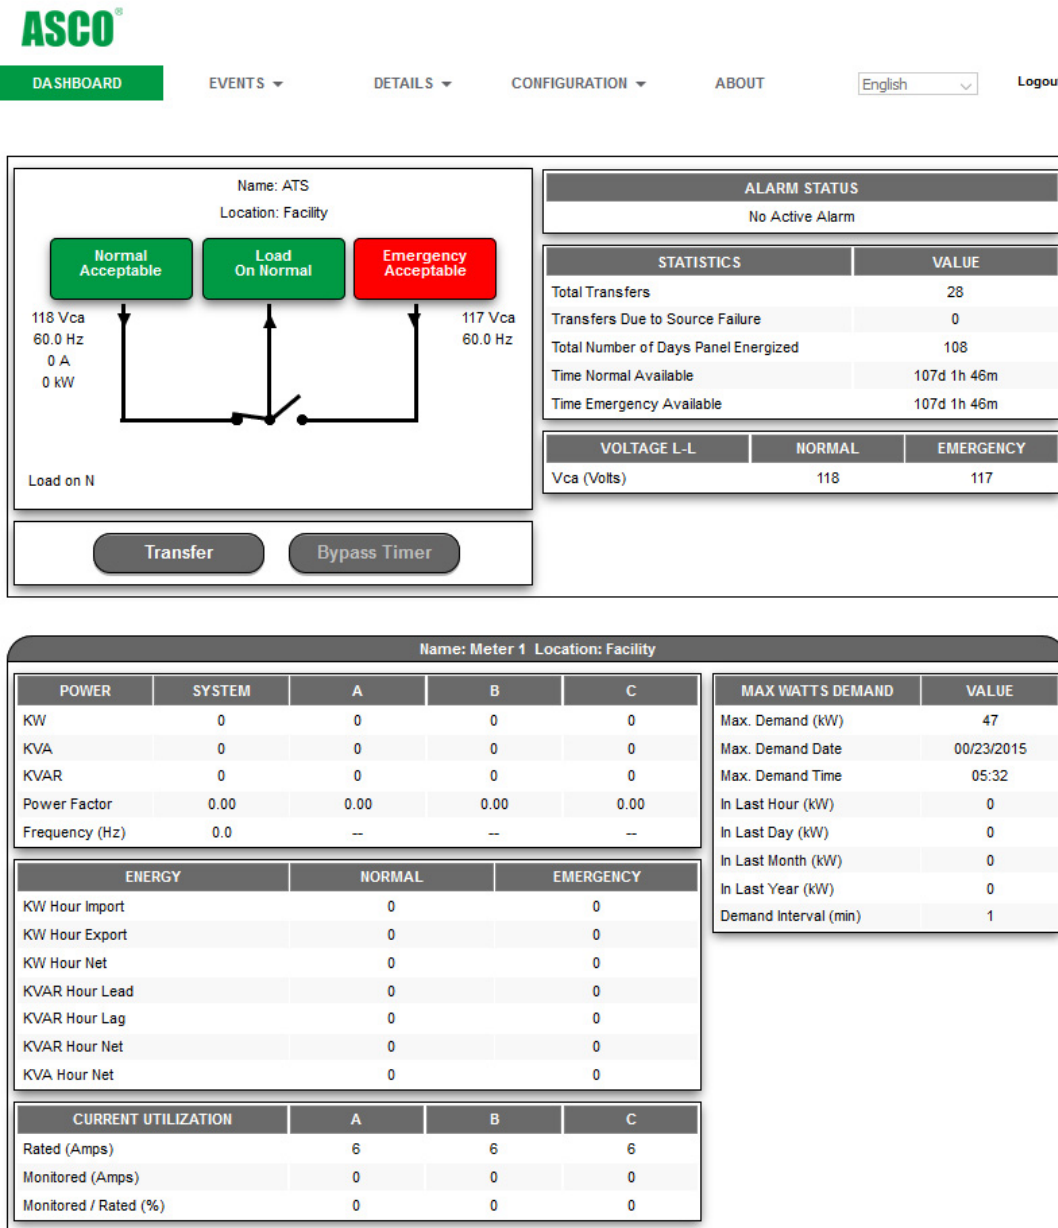 ASCO®
DASHBOARD EVENTS DETAILS CONFIGURATION ABOUT English Logou
Name: ATS
Location: Facility
Normal Acceptable
Load On Normal
Emergency Acceptable
118 Vca
60.0 Hz
0 A
0 kW
117 Vca
60.0 Hz
Load on N
Transfer Bypass Timer
ALARM STATUS
No Active Alarm
STATISTICS VALUE
Total Transfers 28
Transfers Due to Source Failure 0
Total Number of Days Panel Energized 108
Time Normal Available 107d 1h 46m
Time Emergency Available 107d 1h 46m
VOLTAGE L-L NORMAL EMERGENCY
Vca (Volts) 118 117
Name: Meter 1 Location: Facility
POWER SYSTEM A B C
KW 0 0 0 0
KVA 0 0 0 0
KVAR 0 0 0 0
Power Factor 0.00 0.00 0.00 0.00
Frequency (Hz) 0.0 -- -- --
ENERGY NORMAL EMERGENCY
KW Hour Import 0 0
KW Hour Export 0 0
KW Hour Net 0 0
KVAR Hour Lead 0 0
KVAR Hour Lag 0 0
KVAR Hour Net 0 0
KVA Hour Net 0 0
CURRENT UTILIZATION A B C
Rated (Amps) 6 6 6
Monitored (Amps) 0 0 0
Monitored / Rated (%) 0 0 0
MAX WATTS DEMAND VALUE
Max. Demand (kW) 47
Max. Demand Date 00/23/2015
Max. Demand Time 05:32
In Last Hour (kW) 0
In Last Day (kW) 0
In Last Month (kW) 0
In Last Year (kW) 0
Demand Interval (min) 1